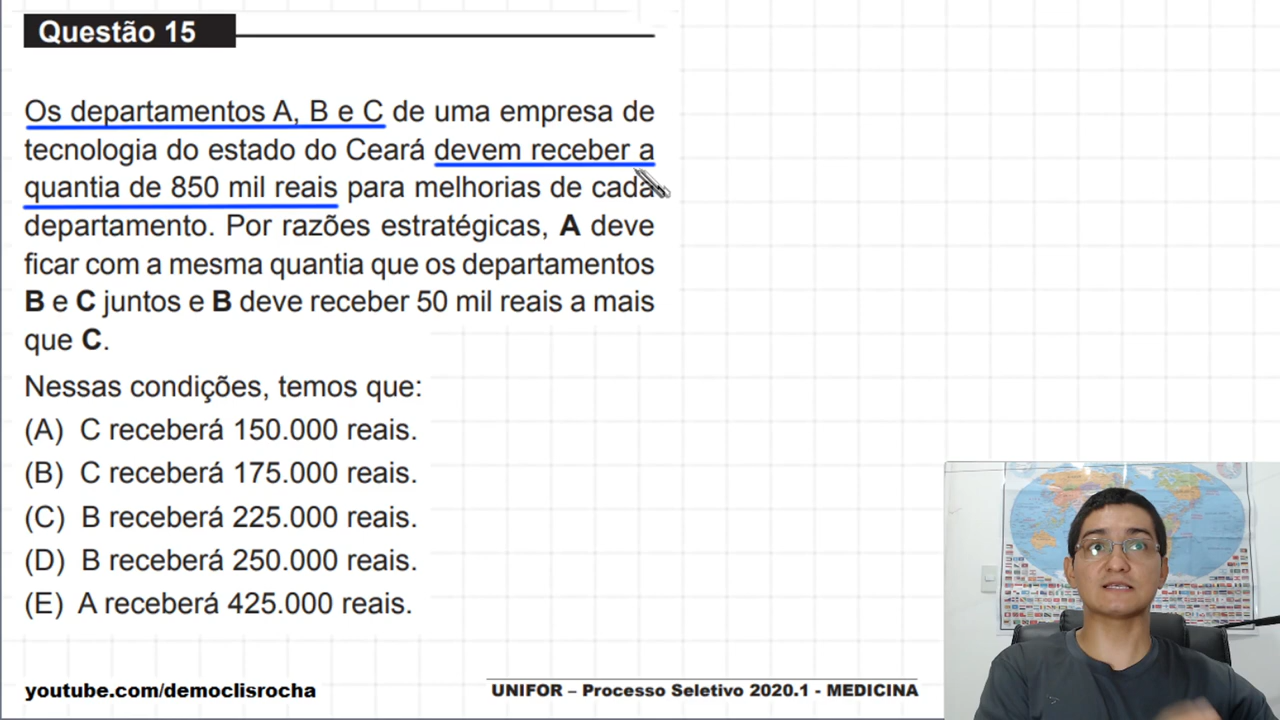 Questão 15
Os departamentos A, B e C de uma empresa de
tecnologia do estado do Ceará devem receber a
quantia de 850 mil reais para melhorias de cada
departamento. Por razões estratégicas, A deve
ficar com a mesma quantia que os departamentos
B e C juntos e B deve receber 50 mil reais a mais
que C.
Nessas condições, temos que:
(A) C receberá 150.000 reais.
(B) C receberá 175.000 reais.
(C) B receberá 225.000 reais.
(D) B receberá 250.000 reais.
(E) A receberá 425.000 reais.
youtube.com/democlisrocha
UNIFOR – Processo Seletivo 2020.1 - MEDICINA